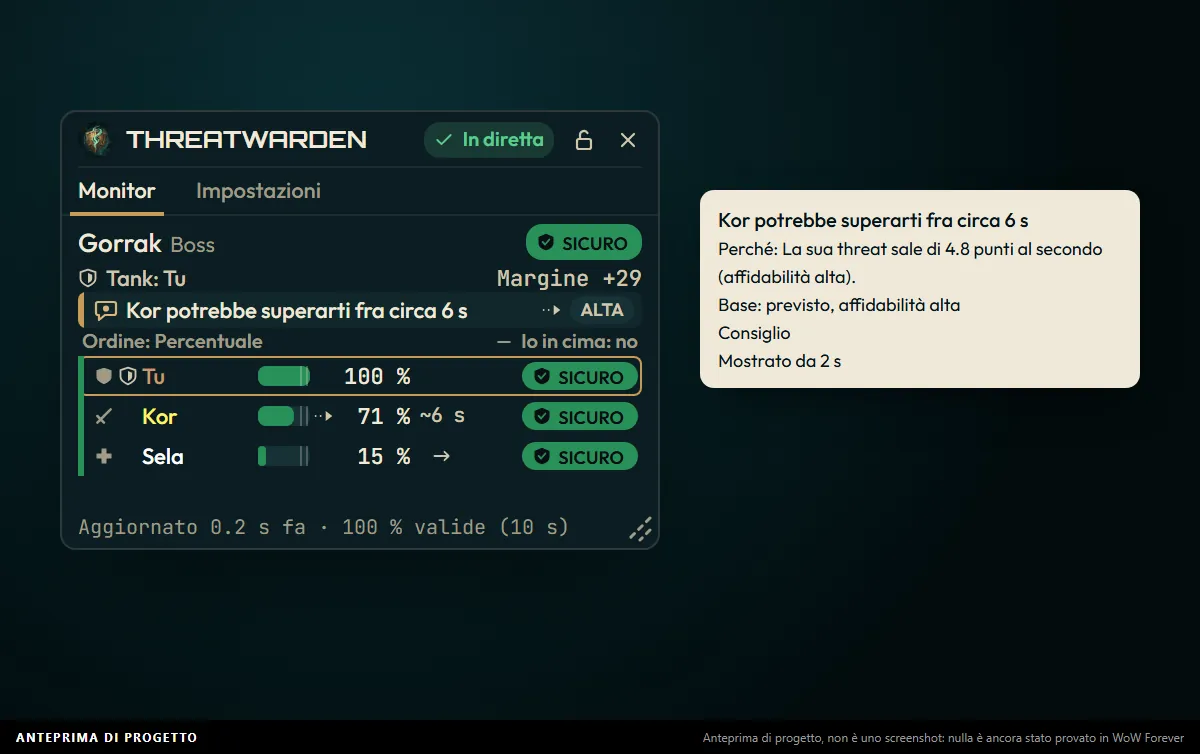 THREATWARDEN
In diretta
Monitor
Impostazioni
Gorrak Boss
SICURO
Tank: Tu
Margine +29
Kor potrebbe superarti fra circa 6 s
ALTA
Ordine: Percentuale
— Io in cima: no
Tu
100 %
SICURO
Kor
71 % ~6 s
SICURO
Sela
15 % →
SICURO
Aggiornato 0.2 s fa · 100 % valide (10 s)
Kor potrebbe superarti fra circa 6 s
Perché: La sua threat sale di 4.8 punti al secondo
(affidabilità alta).
Base: previsto, affidabilità alta
Consiglio
Mostrato da 2 s
ANTEPRIMA DI PROGETTO
Anteprima di progetto, non è uno screenshot: nulla è ancora stato provato in WoW Forever